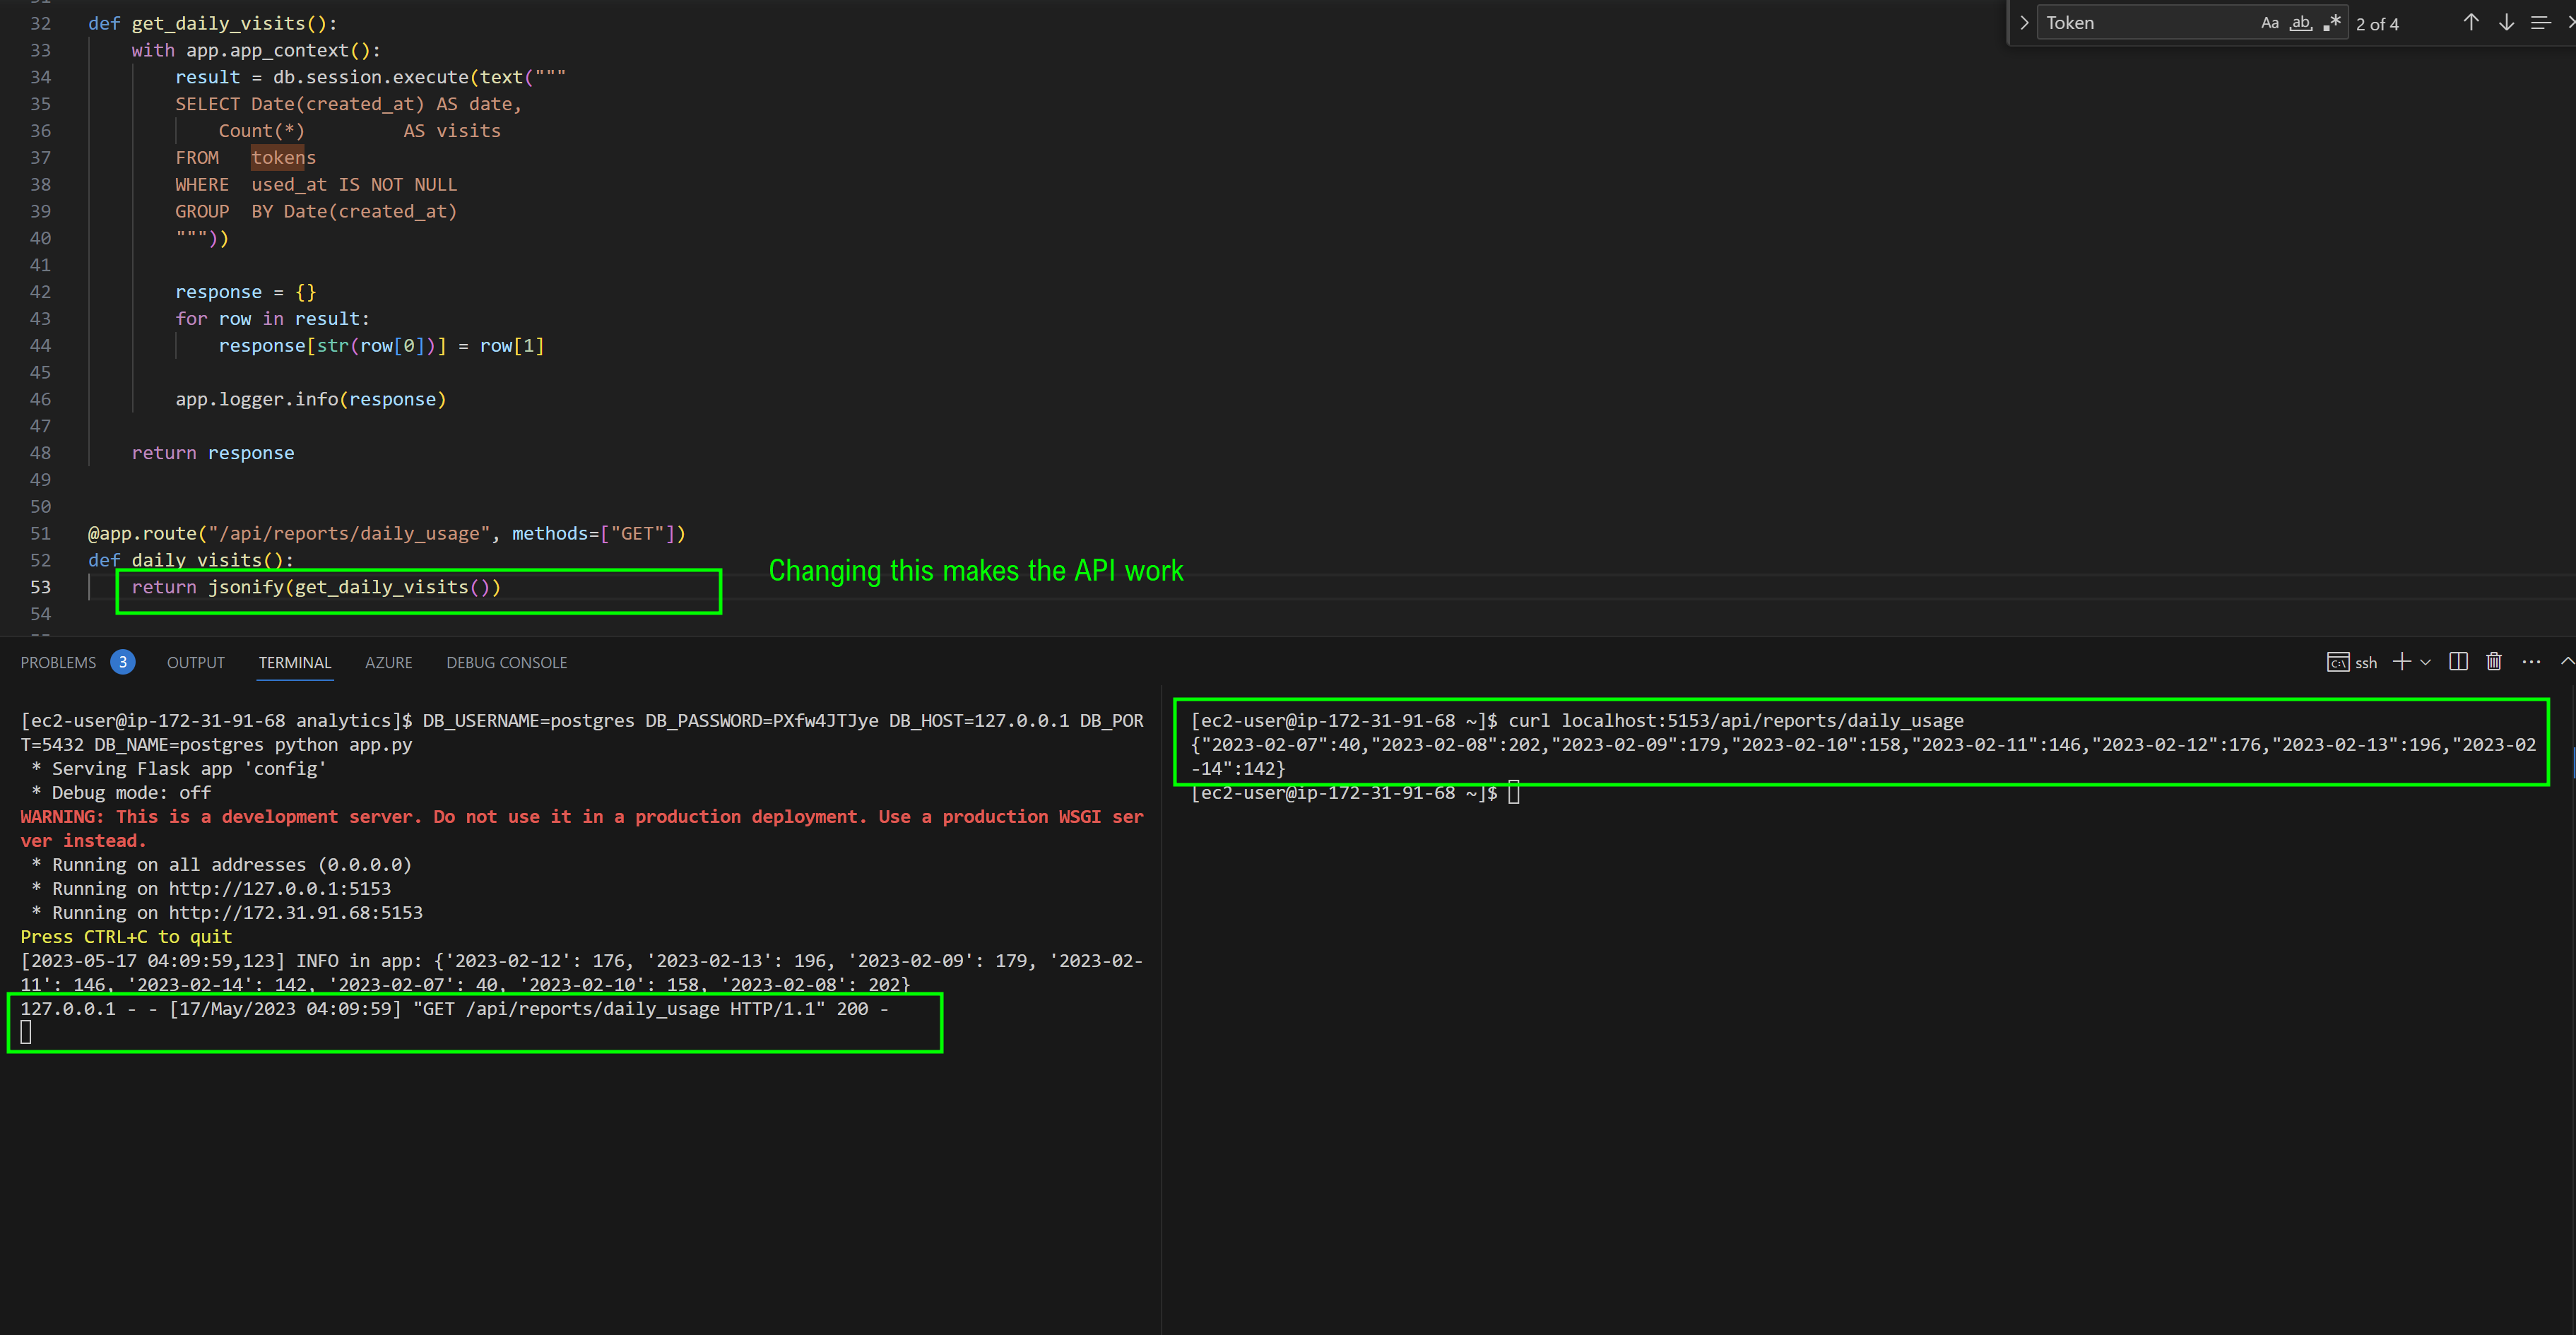 32 def get_daily_visits():
33 with app.app_context():
34 result = db.session.execute(text("""
35 SELECT Date(created_at) AS date,
36 Count(*) AS visits
37 FROM tokens
38 WHERE used_at IS NOT NULL
39 GROUP BY Date(created_at)
40 """))
41
42 response = {}
43 for row in result:
44 response[str(row[0])] = row[1]
45
46 app.logger.info(response)
47
48 return response
49
50
51 @app.route("/api/reports/daily_usage", methods=["GET"])
52 def daily_visits():
53 return jsonify(get_daily_visits())
54
Token Aa ab .* 2 of 4
Changing this makes the API work
PROBLEMS 3 OUTPUT TERMINAL AZURE DEBUG CONSOLE
ssh
[ec2-user@ip-172-31-91-68 analytics]$ DB_USERNAME=postgres DB_PASSWORD=PXfw4JTJye DB_HOST=127.0.0.1 DB_POR
T=5432 DB_NAME=postgres python app.py
* Serving Flask app 'config'
* Debug mode: off
WARNING: This is a development server. Do not use it in a production deployment. Use a production WSGI ser
ver instead.
* Running on all addresses (0.0.0.0)
* Running on http://127.0.0.1:5153
* Running on http://172.31.91.68:5153
Press CTRL+C to quit
[2023-05-17 04:09:59,123] INFO in app: {'2023-02-12': 176, '2023-02-13': 196, '2023-02-09': 179, '2023-02-
11': 146, '2023-02-14': 142, '2023-02-07': 40, '2023-02-10': 158, '2023-02-08': 202}
127.0.0.1 - - [17/May/2023 04:09:59] "GET /api/reports/daily_usage HTTP/1.1" 200 -
[ec2-user@ip-172-31-91-68 ~]$ curl localhost:5153/api/reports/daily_usage
{"2023-02-07":40,"2023-02-08":202,"2023-02-09":179,"2023-02-10":158,"2023-02-11":146,"2023-02-12":176,"2023-02-13":196,"2023-02
-14":142}
[ec2-user@ip-172-31-91-68 ~]$